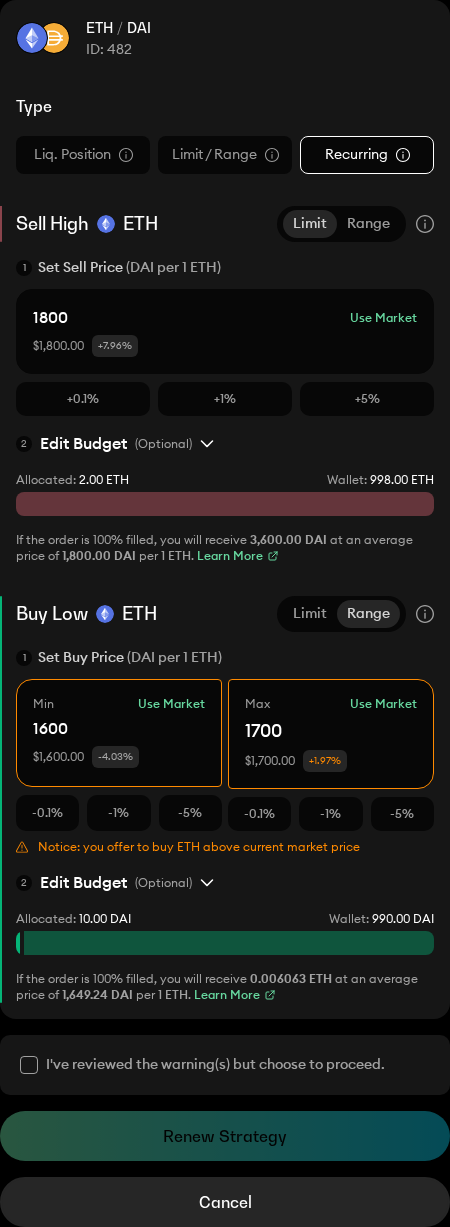 ETH / DAI
ID: 482
Type
Liq. Position
Limit / Range
Recurring
Sell High ETH
Limit Range
1 Set Sell Price (DAI per 1 ETH)
1800 Use Market
$1,800.00 +7.96%
+0.1% +1% +5%
2 Edit Budget (Optional)
Allocated: 2.00 ETH Wallet: 998.00 ETH
If the order is 100% filled, you will receive 3,600.00 DAI at an average
price of 1,800.00 DAI per 1 ETH. Learn More
Buy Low ETH
Limit Range
1 Set Buy Price (DAI per 1 ETH)
Min Use Market
1600
$1,600.00 -4.03%
-0.1% -1% -5%
Max Use Market
1700
$1,700.00 +1.97%
-0.1% -1% -5%
Notice: you offer to buy ETH above current market price
2 Edit Budget (Optional)
Allocated: 10.00 DAI Wallet: 990.00 DAI
If the order is 100% filled, you will receive 0.006063 ETH at an average
price of 1,649.24 DAI per 1 ETH. Learn More
I've reviewed the warning(s) but choose to proceed.
Renew Strategy
Cancel